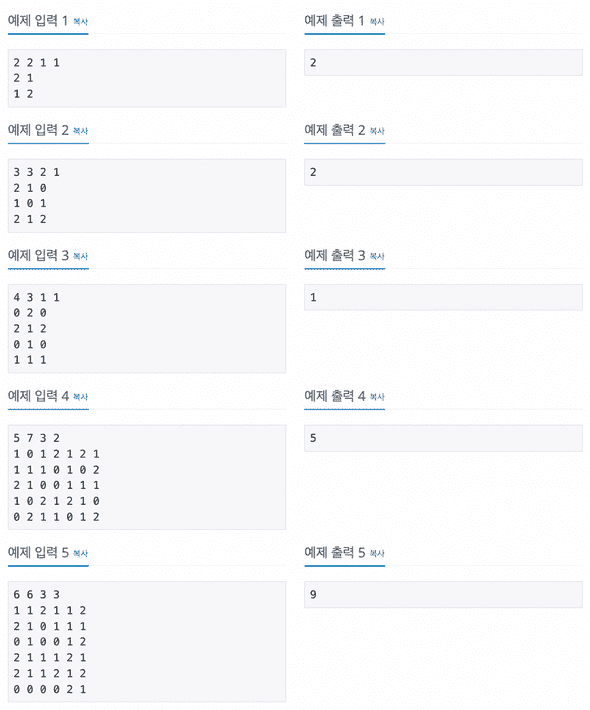 예제 입력 1 복사
예제 출력 1 복사
2 2 1 1
2 1
1 2
2
예제 입력 2 복사
예제 출력 2 복사
3 3 2 1
2 1 0
1 0 1
2 1 2
2
예제 입력 3 복사
예제 출력 3 복사
4 3 1 1
0 2 0
2 1 2
0 1 0
1 1 1
1
예제 입력 4 복사
예제 출력 4 복사
5 7 3 2
1 0 1 2 1 2 1
1 1 1 0 1 0 2
2 1 0 0 1 1 1
1 0 2 1 2 1 0
0 2 1 1 0 1 2
5
예제 입력 5 복사
예제 출력 5 복사
6 6 3 3
1 1 2 1 1 2
2 1 0 1 1 1
0 1 0 0 1 2
2 1 1 1 2 1
2 1 1 2 1 2
0 0 0 0 2 1
9